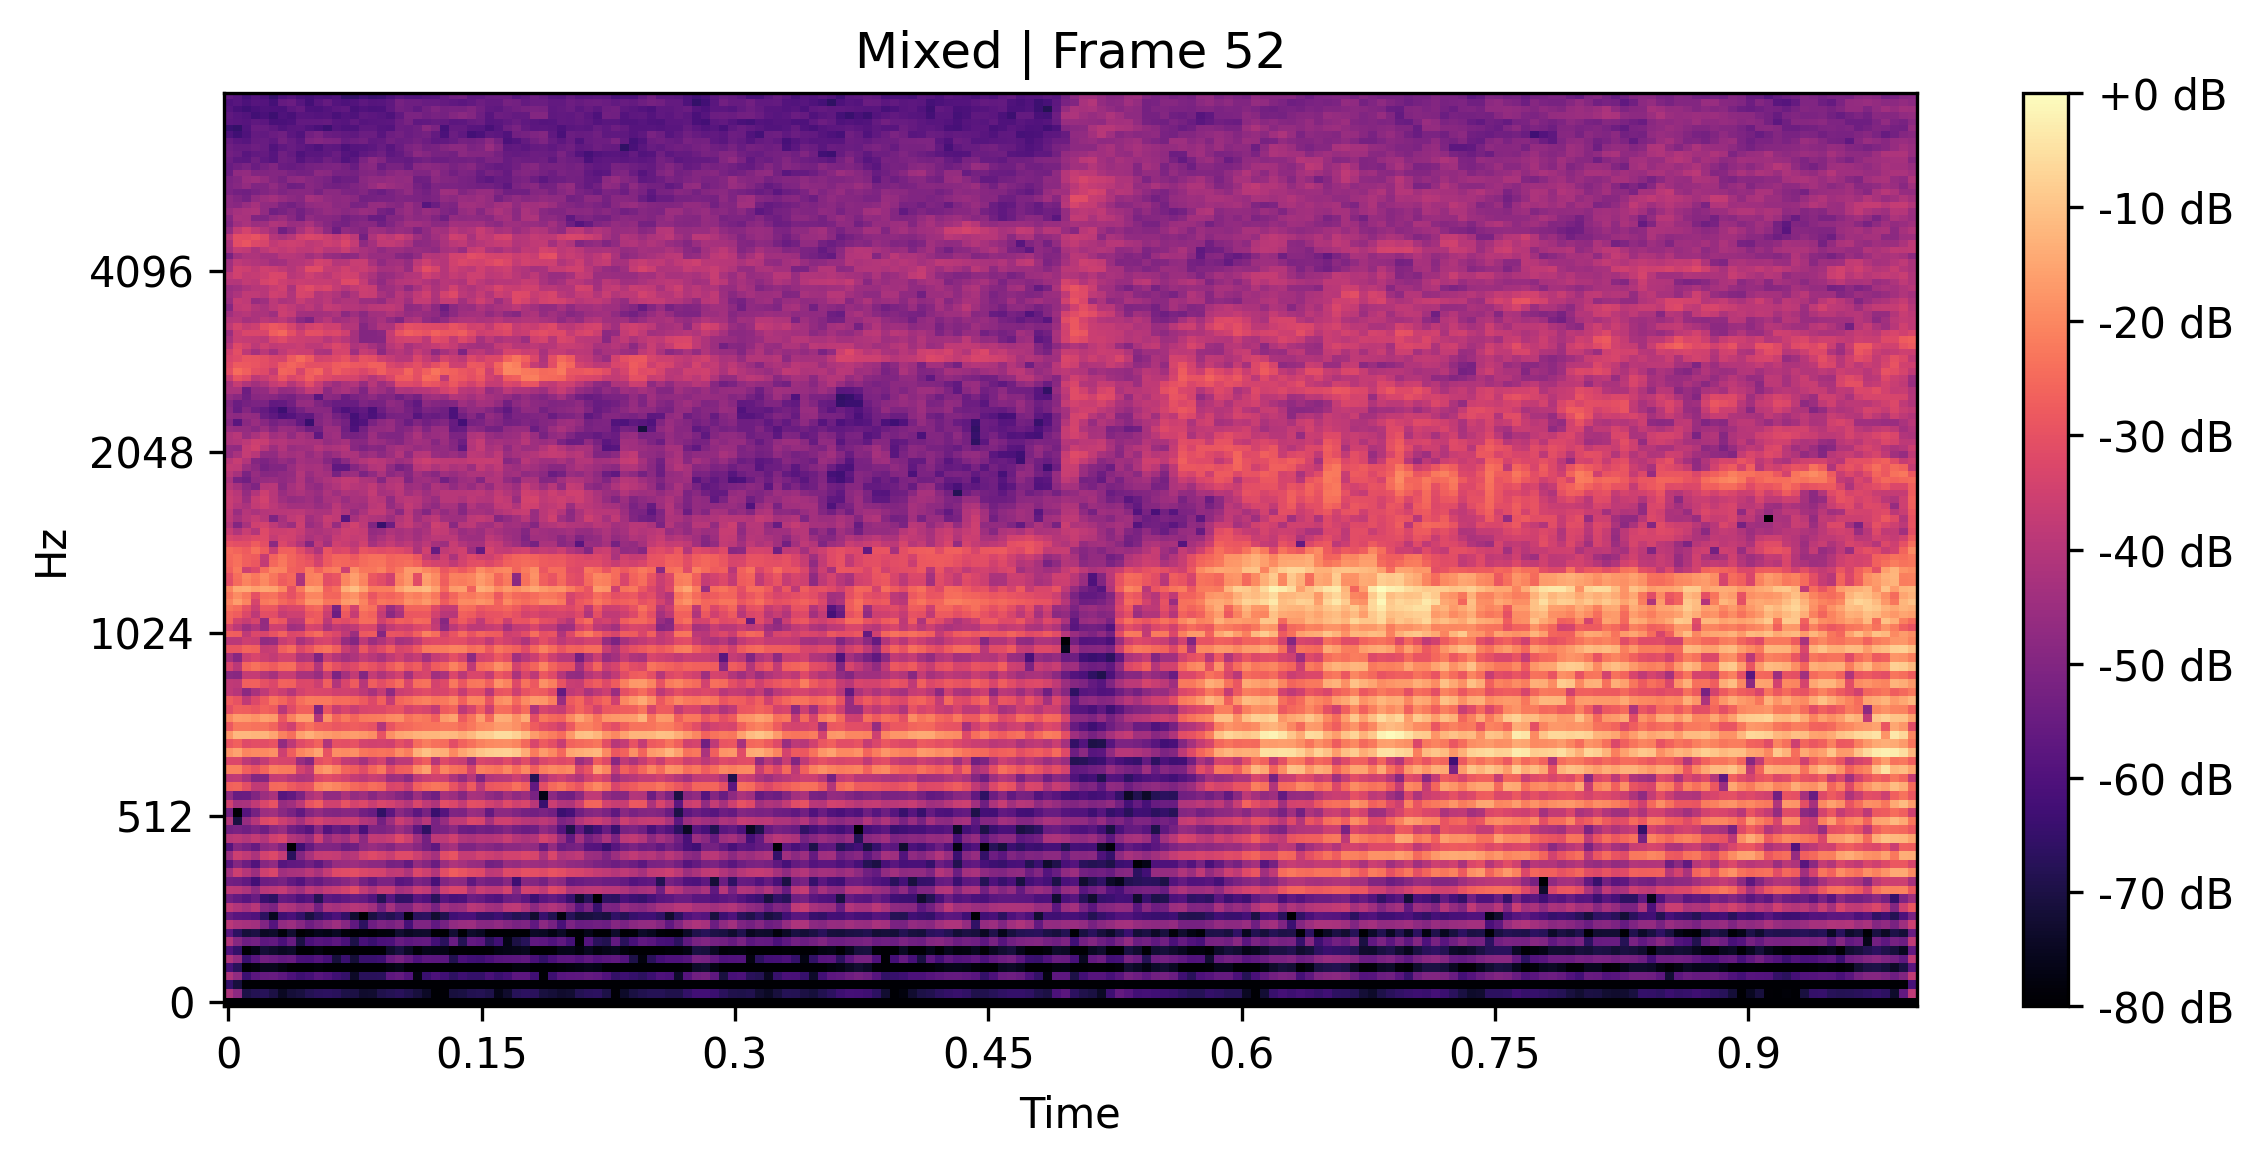 Mixed | Frame 52
Hz
4096
2048
1024
512
0
0 0.15 0.3 0.45 0.6 0.75 0.9
Time
+0 dB
-10 dB
-20 dB
-30 dB
-40 dB
-50 dB
-60 dB
-70 dB
-80 dB